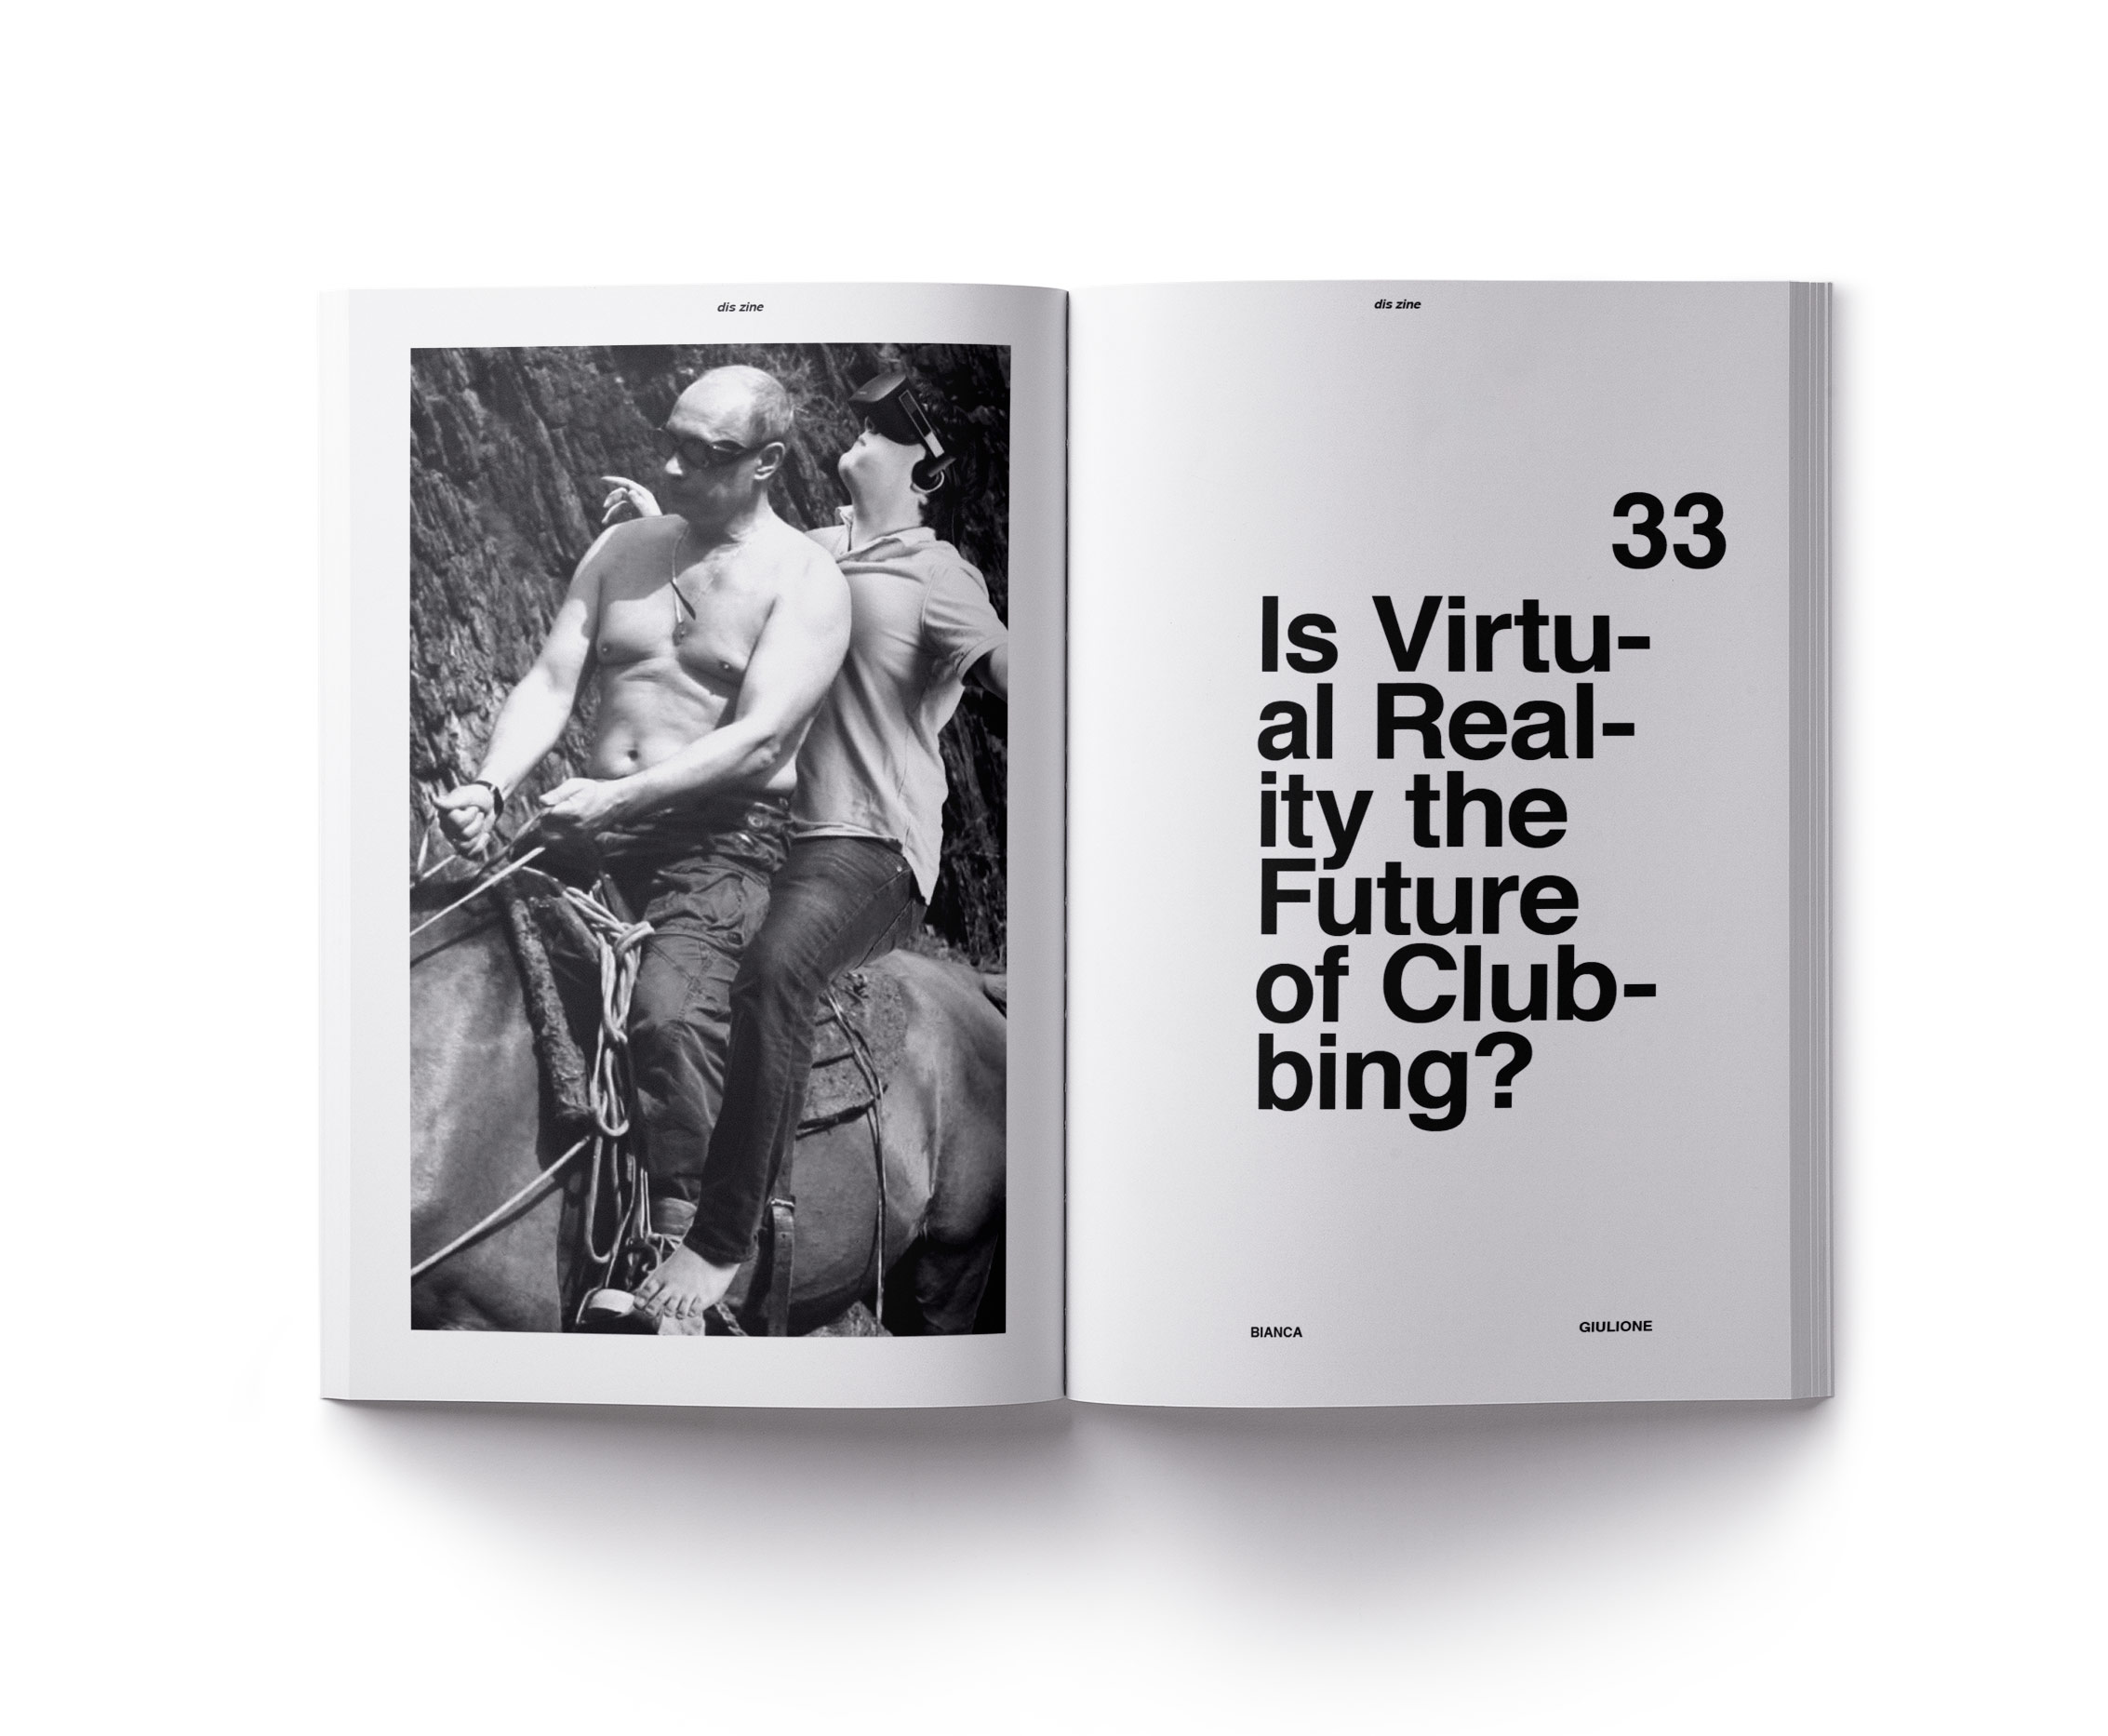 dis zine
dis zine
33
Is Virtu-
al Real-
ity the
Future
of Club-
bing?
BIANCA
GIULIONE